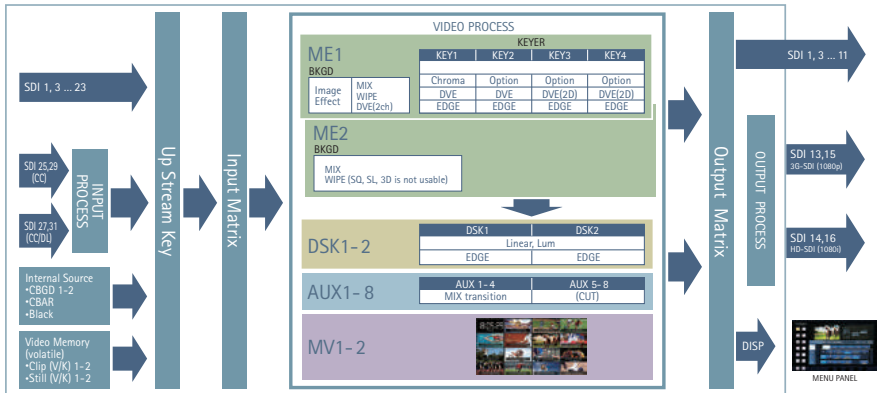 VIDEO PROCESS
ME1
BKGD
Image
Effect
MIX
WIPE
DVE(2ch)
KEYER
KEY1 KEY2 KEY3 KEY4
Chroma Option Option Option
DVE DVE DVE(2D) DVE(2D)
EDGE EDGE EDGE EDGE
ME2
BKGD
MIX
WIPE (SQ, SL, 3D is not usable)
DSK1-2
DSK1 DSK2
Linear, Lum
EDGE EDGE
AUX1-8
AUX 1-4 AUX 5-8
MIX transition (CUT)
MV1-2
SDI 1, 3 ... 23
SDI 25,29
(CC)
SDI 27,31
(CC/DL)
INPUT
PROCESS
Internal Source
•CBGD 1-2
•CBAR
•Black
Video Memory
(volatile)
•Clip (V/K) 1-2
•Still (V/K) 1-2
Up Stream Key
Input Matrix
Output Matrix
OUTPUT PROCESS
SDI 1, 3 ... 11
SDI 13,15
3G-SDI (1080p)
SDI 14,16
HD-SDI (1080i)
DISP
MENU PANEL